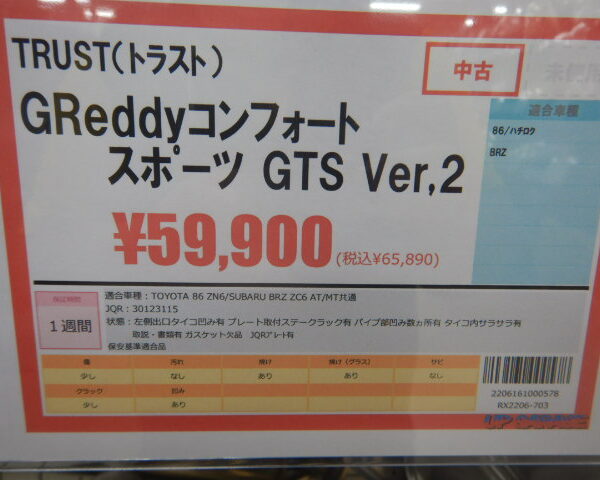 TRUST(トラスト)
中古
未使用
GReddyコンフォート
スポーツ GTS Ver,2
適合車種
86/ハチロク
BRZ
¥59,900(税込¥65,890)
保証期間
1週間
適合車種：TOYOTA 86 ZN6/SUBARU BRZ ZC6 AT/MT共通
JQR：30123115
状態：左側出口タイコ凹み有 プレート取付ステークラック有 パイプ部凹み数ヵ所有 タイコ内サラサラ有
取説・書類有 ガスケット欠品 JQRプレート有
保安基準適合品
傷 汚れ 焼け 焼け(グラス) サビ
少し なし あり あり なし
クラック 凹み
少し あり
2206161000578
RX2206-703